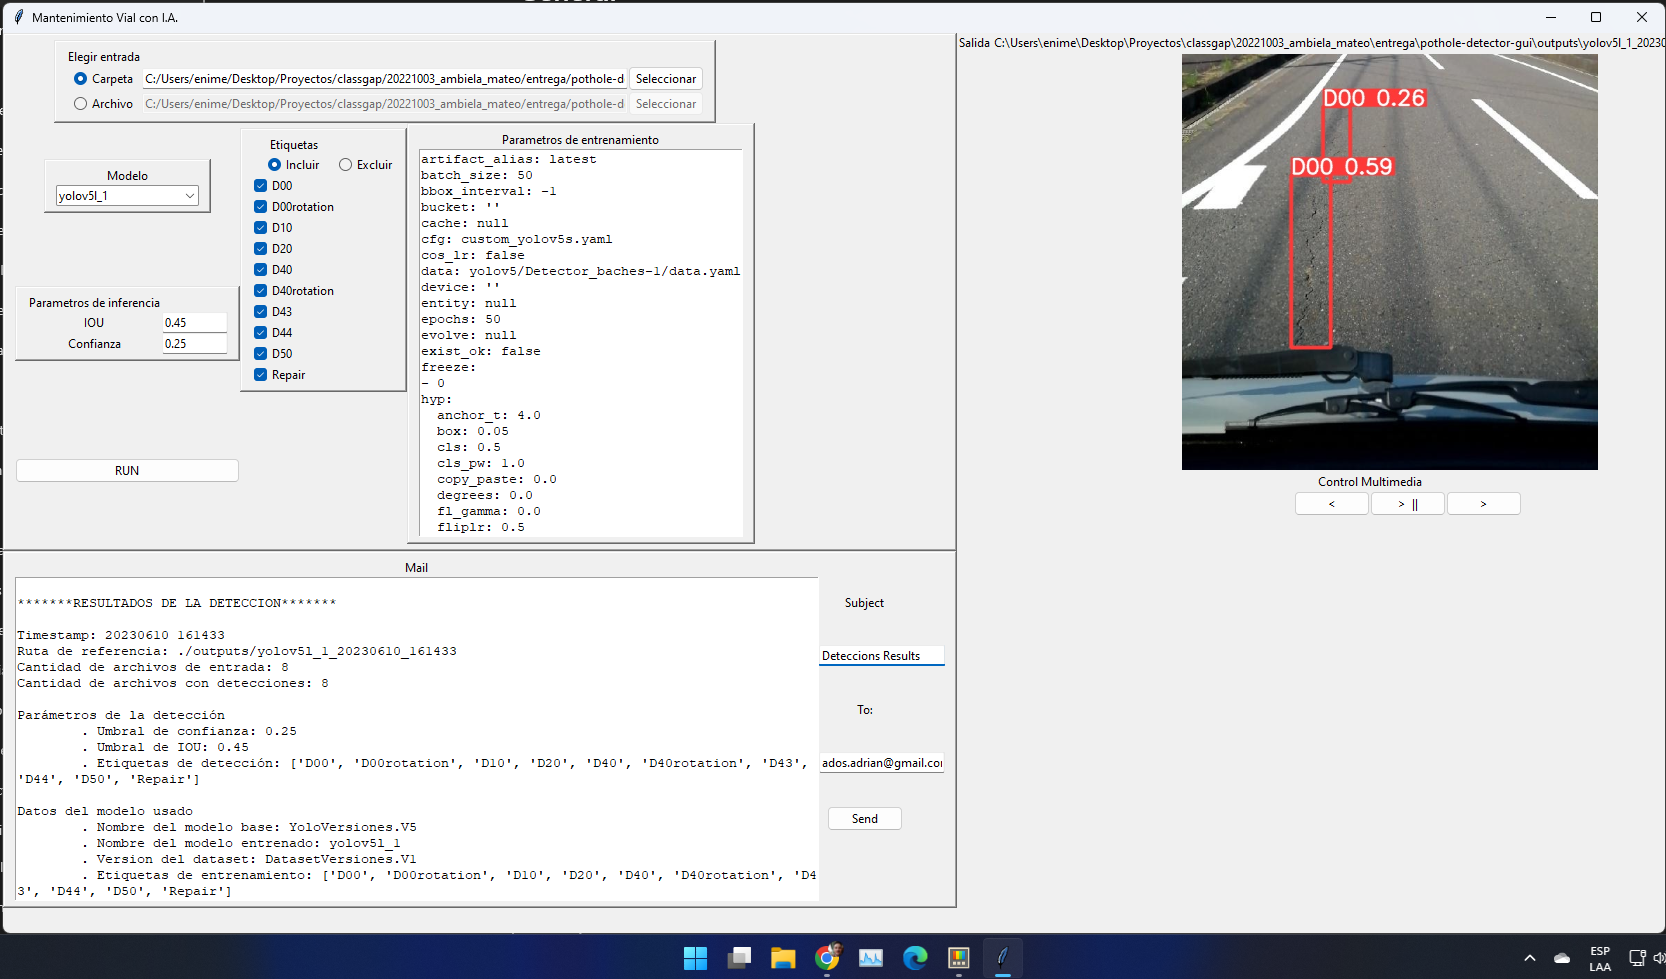 Mantenimiento Vial con I.A.
Elegir entrada
Carpeta C:/Users/enime/Desktop/Proyectos/classgap/20221003_ambiela_mateo/entrega/pothole-d Seleccionar
Archivo C:/Users/enime/Desktop/Proyectos/classgap/20221003_ambiela_mateo/entrega/pothole-d Seleccionar
Modelo
yolov5l_1
Parametros de inferencia
IOU 0.45
Confianza 0.25
RUN
Etiquetas
Incluir Excluir
D00
D00rotation
D10
D20
D40
D40rotation
D43
D44
D50
Repair
Parametros de entrenamiento
artifact_alias: latest
batch_size: 50
bbox_interval: -1
bucket: ''
cache: null
cfg: custom_yolov5s.yaml
cos_lr: false
data: yolov5/Detector_baches-1/data.yaml
device: ''
entity: null
epochs: 50
evolve: null
exist_ok: false
freeze:
- 0
hyp:
  anchor_t: 4.0
  box: 0.05
  cls: 0.5
  cls_pw: 1.0
  copy_paste: 0.0
  degrees: 0.0
  fl_gamma: 0.0
  fliplr: 0.5
Salida C:\Users\enime\Desktop\Proyectos\classgap\20221003_ambiela_mateo\entrega\pothole-detector-gui\outputs\yolov5l_1_20230
D00 0.26
D00 0.59
Control Multimedia
< > || >
Mail
*******RESULTADOS DE LA DETECCION*******
Timestamp: 20230610 161433
Ruta de referencia: ./outputs/yolov5l_1_20230610_161433
Cantidad de archivos de entrada: 8
Cantidad de archivos con detecciones: 8
Parámetros de la detección
. Umbral de confianza: 0.25
. Umbral de IOU: 0.45
. Etiquetas de detección: ['D00', 'D00rotation', 'D10', 'D20', 'D40', 'D40rotation', 'D43',
'D44', 'D50', 'Repair']
Datos del modelo usado
. Nombre del modelo base: YoloVersiones.V5
. Nombre del modelo entrenado: yolov5l_1
. Version del dataset: DatasetVersiones.V1
. Etiquetas de entrenamiento: ['D00', 'D00rotation', 'D10', 'D20', 'D40', 'D40rotation', 'D4
3', 'D44', 'D50', 'Repair']
Subject
Deteccions Results
To:
ados.adrian@gmail.co
Send
ESP
LAA